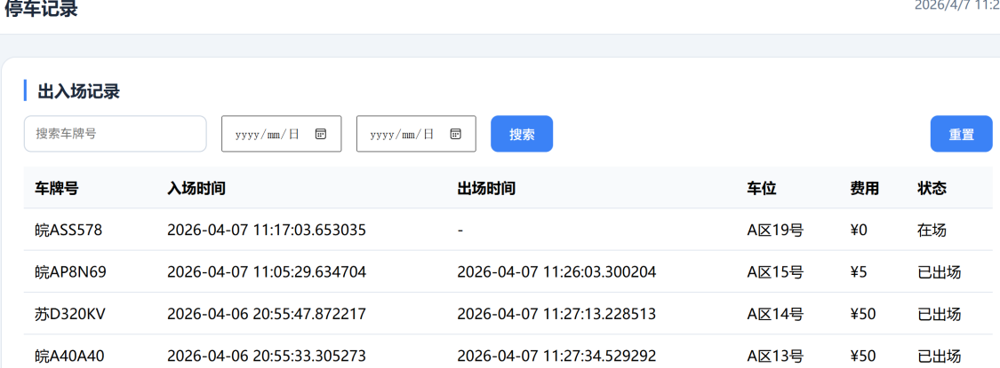 停车记录
2026/4/7 11:2
出入场记录
搜索车牌号 yyyy/mm/日 yyyy/mm/日 搜索 重置
车牌号 入场时间 出场时间 车位 费用 状态
皖ASS578 2026-04-07 11:17:03.653035 - A区19号 ¥0 在场
皖AP8N69 2026-04-07 11:05:29.634704 2026-04-07 11:26:03.300204 A区15号 ¥5 已出场
苏D320KV 2026-04-06 20:55:47.872217 2026-04-07 11:27:13.228513 A区14号 ¥50 已出场
皖A40A40 2026-04-06 20:55:33.305273 2026-04-07 11:27:34.529292 A区13号 ¥50 已出场